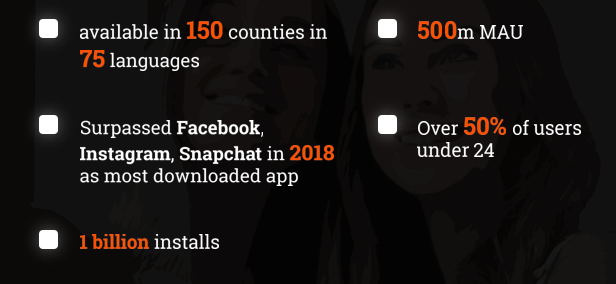 available in 150 counties in
75 languages
Surpassed Facebook,
Instagram, Snapchat in 2018
as most downloaded app
1 billion installs
500m MAU
Over 50% of users
under 24